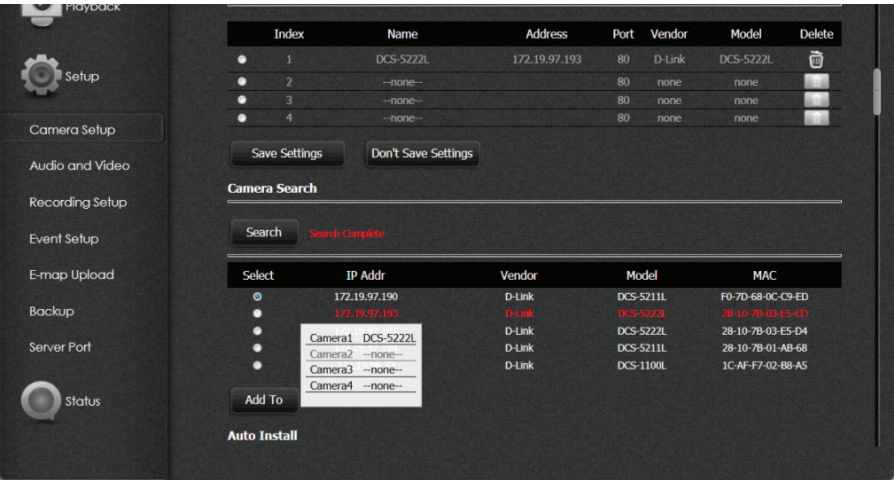 Playback
Setup
Camera Setup
Audio and Video
Recording Setup
Event Setup
E-map Upload
Backup
Server Port
Status
Index Name Address Port Vendor Model Delete
1 DCS-5222L 172.19.97.193 80 D-Link DCS-5222L
2 --none-- 80 none none
3 --none-- 80 none none
4 --none-- 80 none none
Save Settings Don't Save Settings
Camera Search
Search Search Complete
Select IP Addr Vendor Model MAC
172.19.97.190 D-Link DCS-5211L F0-7D-68-0C-C9-ED
172.19.97.193 D-Link DCS-5222L 28-10-7B-03-E5-CD
D-Link DCS-5222L 28-10-7B-03-E5-D4
D-Link DCS-5211L 28-10-7B-01-AB-68
D-Link DCS-1100L 1C-AF-F7-02-B8-A5
Camera1 DCS-5222L
Camera2 --none--
Camera3 --none--
Camera4 --none--
Add To
Auto Install